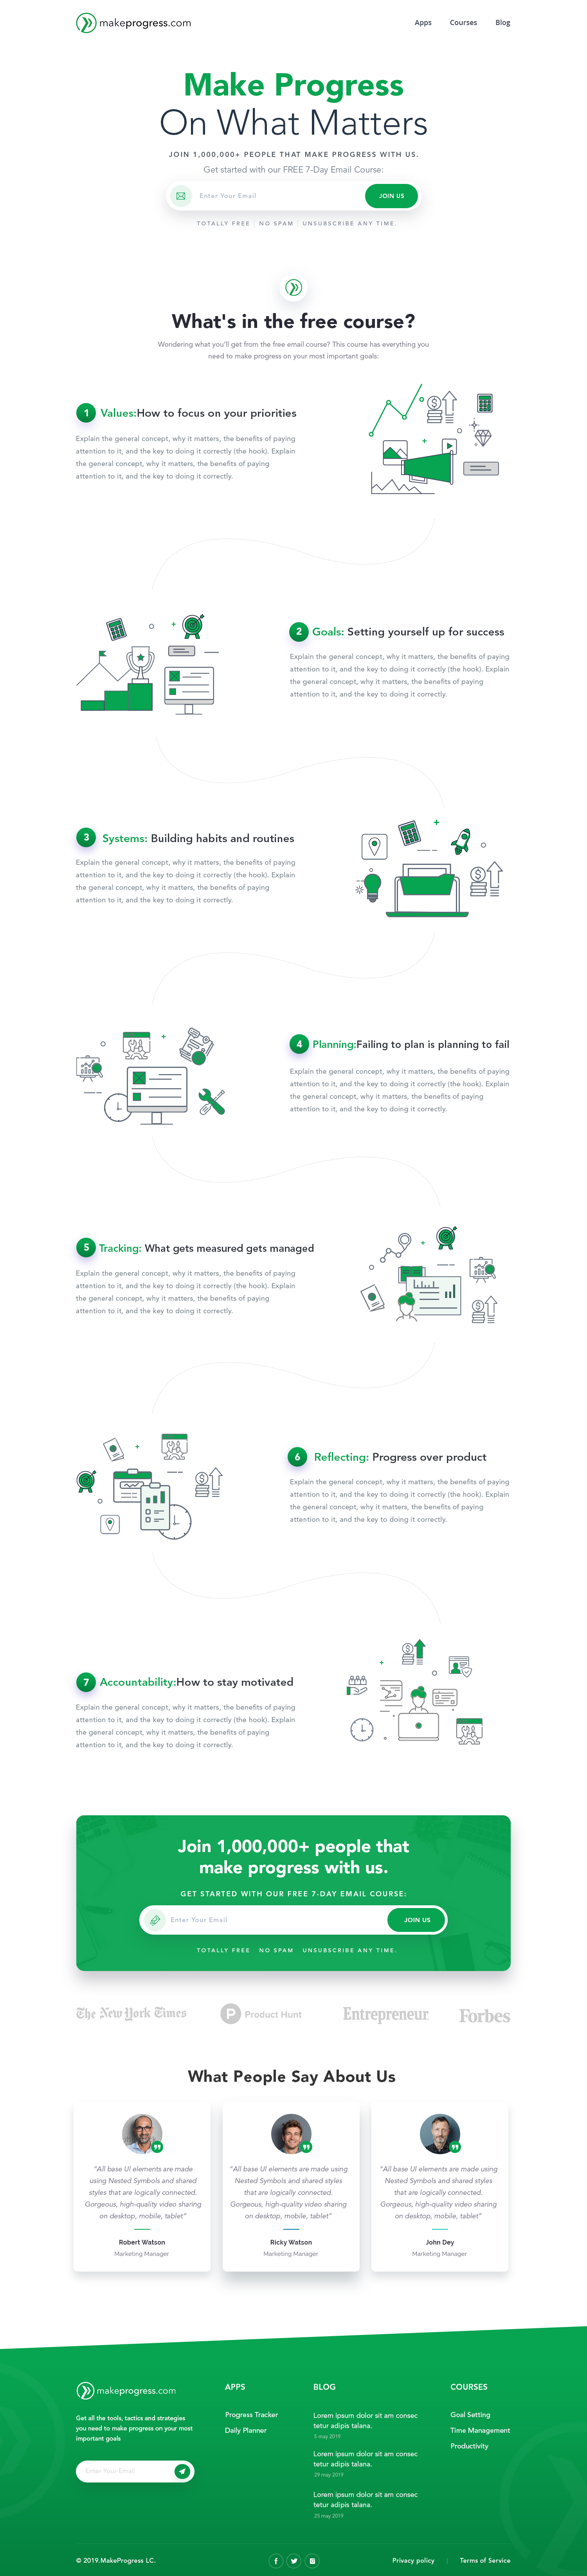 makeprogress.com
Apps Courses Blog
Make Progress
On What Matters
JOIN 1,000,000+ PEOPLE THAT MAKE PROGRESS WITH US.
Get started with our FREE 7-Day Email Course:
Enter Your Email
JOIN US
TOTALLY FREE | NO SPAM | UNSUBSCRIBE ANY TIME.
What's in the free course?
Wondering what you'll get from the free email course? This course has everything you
need to make progress on your most important goals:
1 Values:How to focus on your priorities
Explain the general concept, why it matters, the benefits of paying
attention to it, and the key to doing it correctly (the hook). Explain
the general concept, why it matters, the benefits of paying
attention to it, and the key to doing it correctly.
2 Goals: Setting yourself up for success
Explain the general concept, why it matters, the benefits of paying
attention to it, and the key to doing it correctly (the hook). Explain
the general concept, why it matters, the benefits of paying
attention to it, and the key to doing it correctly.
3 Systems: Building habits and routines
Explain the general concept, why it matters, the benefits of paying
attention to it, and the key to doing it correctly (the hook). Explain
the general concept, why it matters, the benefits of paying
attention to it, and the key to doing it correctly.
4 Planning:Failing to plan is planning to fail
Explain the general concept, why it matters, the benefits of paying
attention to it, and the key to doing it correctly (the hook). Explain
the general concept, why it matters, the benefits of paying
attention to it, and the key to doing it correctly.
5 Tracking: What gets measured gets managed
Explain the general concept, why it matters, the benefits of paying
attention to it, and the key to doing it correctly (the hook). Explain
the general concept, why it matters, the benefits of paying
attention to it, and the key to doing it correctly.
6 Reflecting: Progress over product
Explain the general concept, why it matters, the benefits of paying
attention to it, and the key to doing it correctly (the hook). Explain
the general concept, why it matters, the benefits of paying
attention to it, and the key to doing it correctly.
7 Accountability:How to stay motivated
Explain the general concept, why it matters, the benefits of paying
attention to it, and the key to doing it correctly (the hook). Explain
the general concept, why it matters, the benefits of paying
attention to it, and the key to doing it correctly.
Join 1,000,000+ people that
make progress with us.
GET STARTED WITH OUR FREE 7-DAY EMAIL COURSE:
Enter Your Email
JOIN US
TOTALLY FREE NO SPAM UNSUBSCRIBE ANY TIME.
The New York Times
P Product Hunt
Entrepreneur
Forbes
What People Say About Us
"All base UI elements are made
using Nested Symbols and shared
styles that are logically connected.
Gorgeous, high-quality video sharing
on desktop, mobile, tablet"
Robert Watson
Marketing Manager
"All base UI elements are made using
Nested Symbols and shared styles
that are logically connected.
Gorgeous, high-quality video sharing
on desktop, mobile, tablet"
Ricky Watson
Marketing Manager
"All base UI elements are made using
Nested Symbols and shared styles
that are logically connected.
Gorgeous, high-quality video sharing
on desktop, mobile, tablet"
John Dey
Marketing Manager
makeprogress.com
Get all the tools, tactics and strategies
you need to make progress on your most
important goals
Enter Your Email
APPS
Progress Tracker
Daily Planner
BLOG
Lorem ipsum dolor sit am consec
tetur adipis talana.
5 may 2019
Lorem ipsum dolor sit am consec
tetur adipis talana.
29 may 2019
Lorem ipsum dolor sit am consec
tetur adipis talana.
25 may 2019
COURSES
Goal Setting
Time Management
Productivity
© 2019.MakeProgress LC.
Privacy policy | Terms of Service